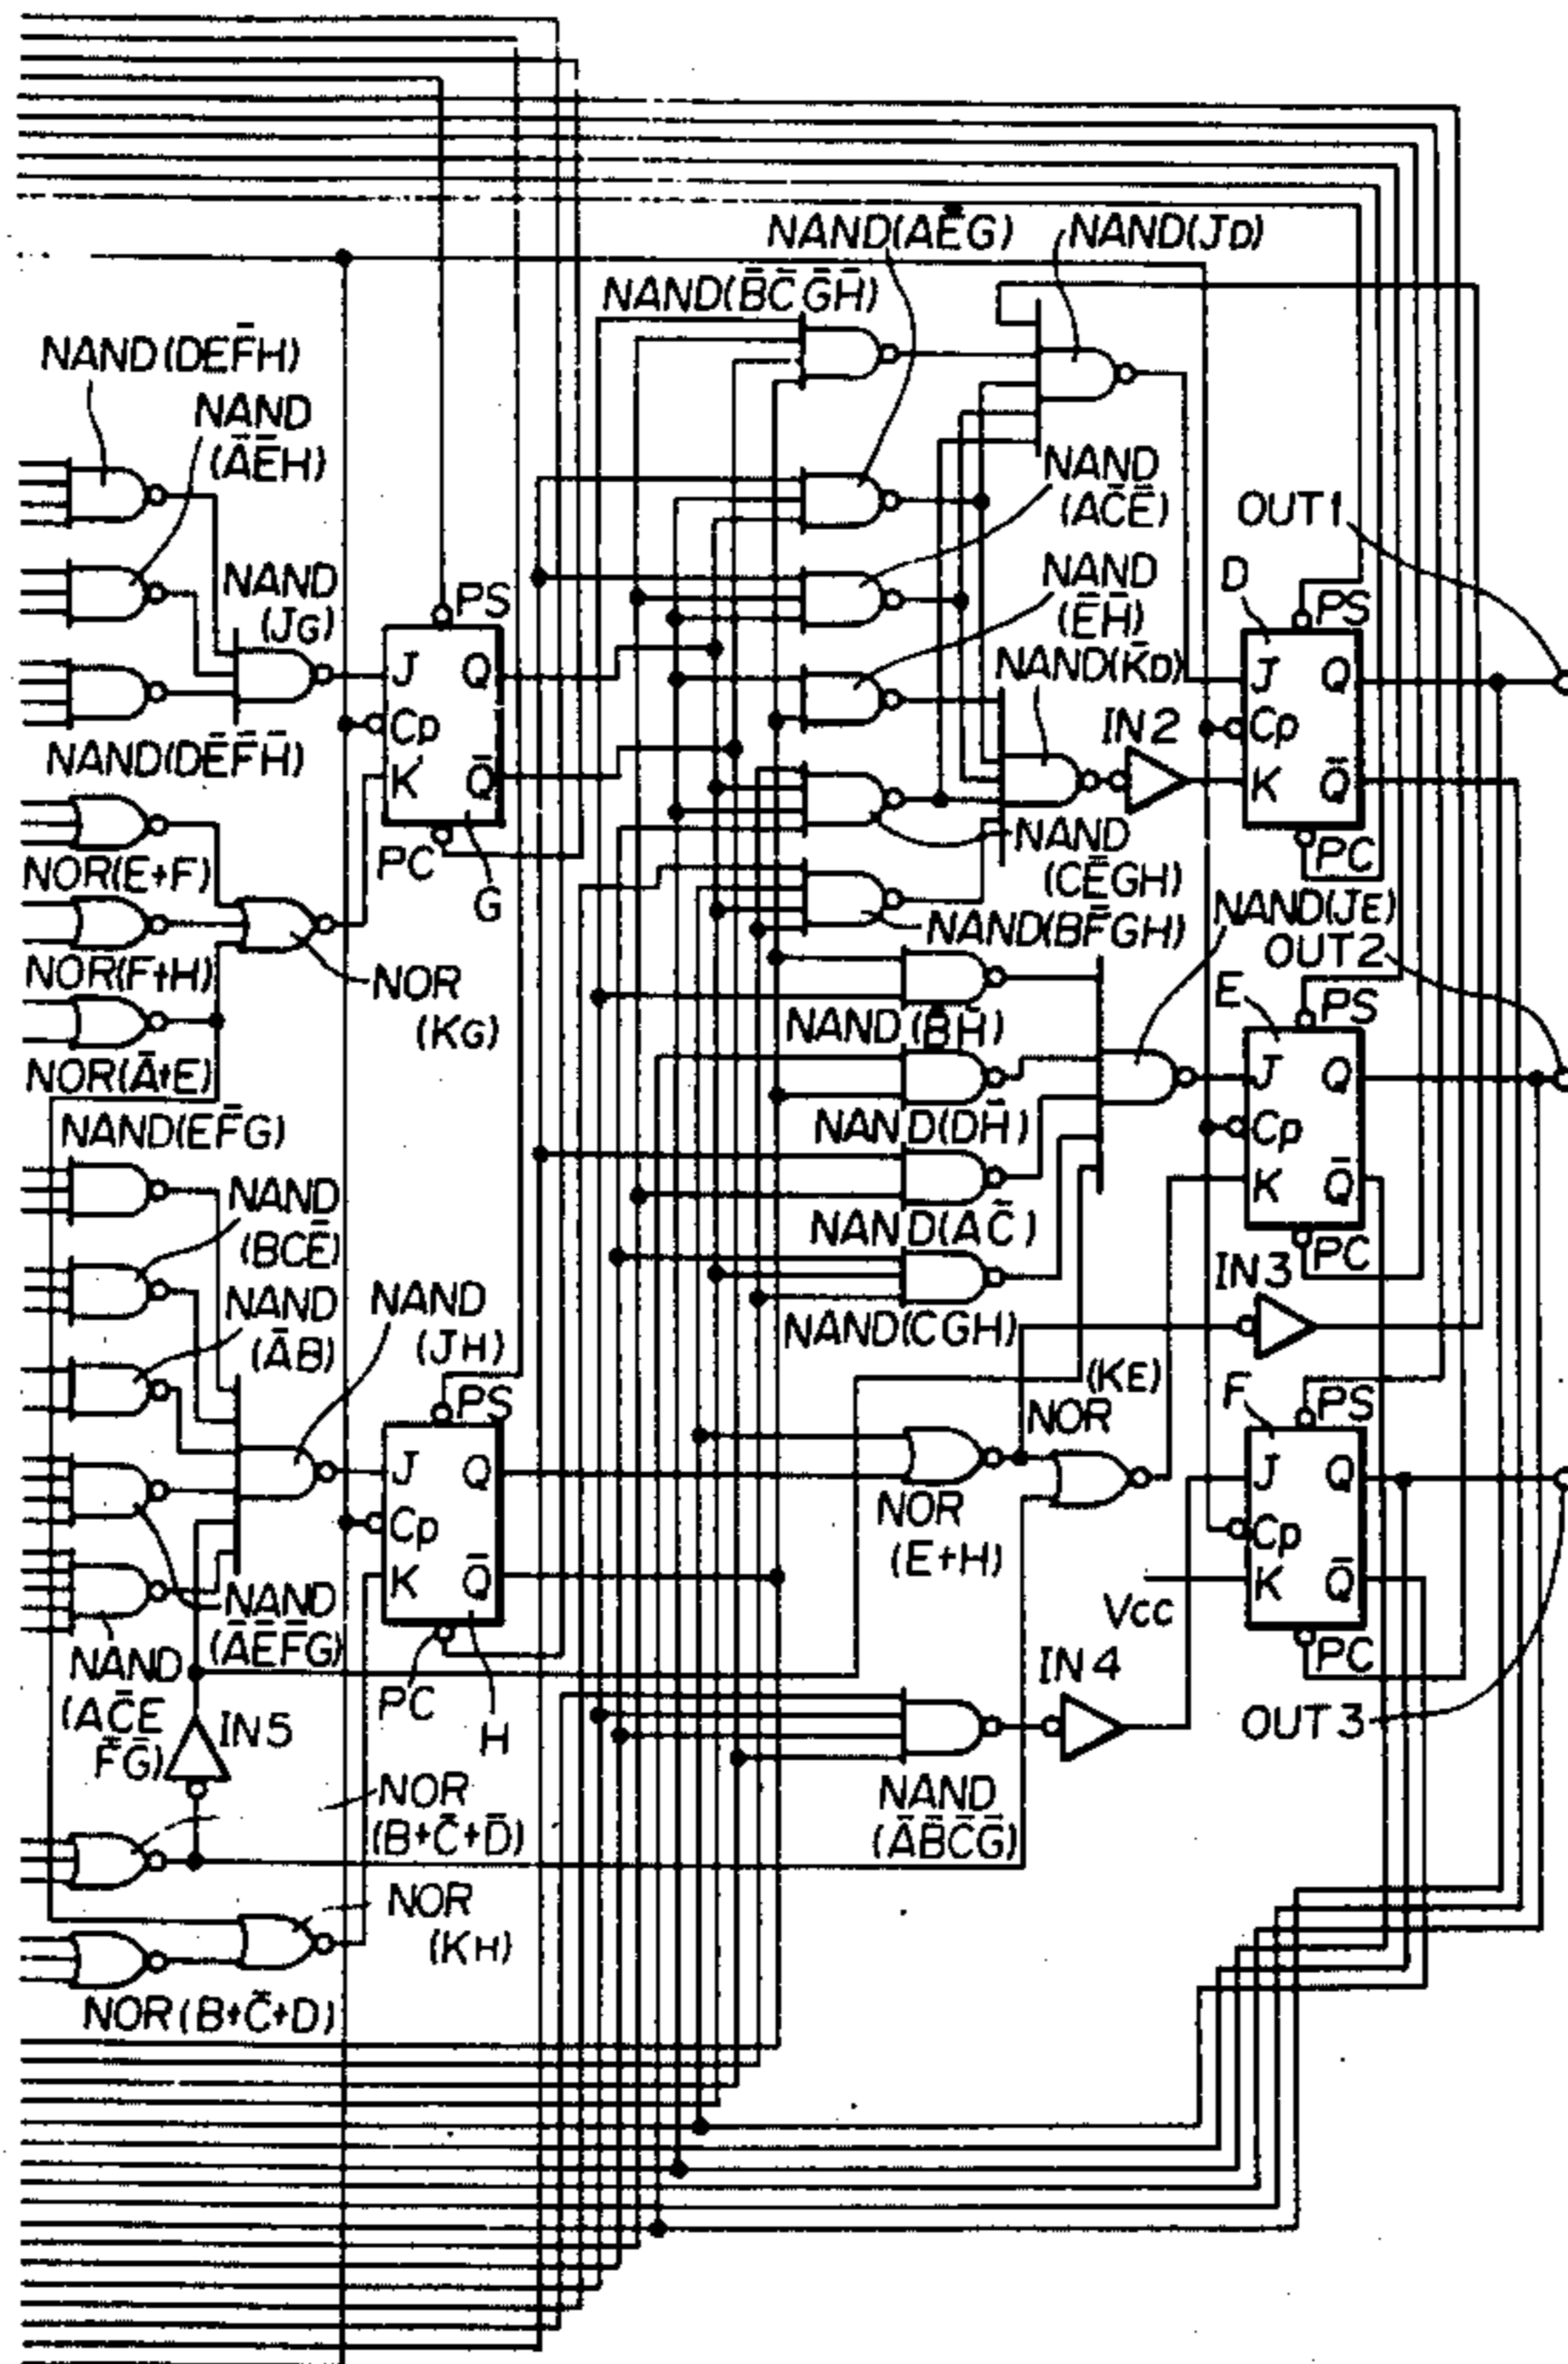 NAND(AĒG)
NAND(JD)
NAND(B̄C̄ḠH̄)
NAND(DEF̄H)
NAND
(ĀĒH)
NAND
(AC̄Ē)
OUT1
NAND
(JG)
NAND
(ĒH̄)
D
PS
PS
NAND(K̄D)
J
Q
J
Q
IN2
Cp
Cp
NAND(DĒF̄H̄)
K
Q̄
K
Q̄
PC
NAND
(CĒGH)
PC
NOR(E+F)
G
NAND(BF̄GH)
NAND(JE)
OUT2
NOR(F+H)
NOR
(KG)
E
PS
NAND(B̄H̄)
NOR(Ā+E)
J
Q
NAND(EF̄G)
NAND(DH̄)
Cp
NAND
(BCĒ)
K
Q̄
NAND(AC̄)
PC
IN3
NAND
(ĀB)
NAND
(JH)
NAND(CGH)
(KE)
NOR
F
PS
PS
J
Q
J
Q
NOR
(E+H)
Cp
Cp
K
Q̄
K
Q̄
Vcc
NAND
(ĀĒF̄G)
NAND
(AC̄E
F̄Ḡ)
PC
IN4
PC
IN5
H
OUT3
NOR
(B+C̄+D̄)
NAND
(ĀB̄C̄Ḡ)
NOR
(KH)
NOR(B+C̄+D)